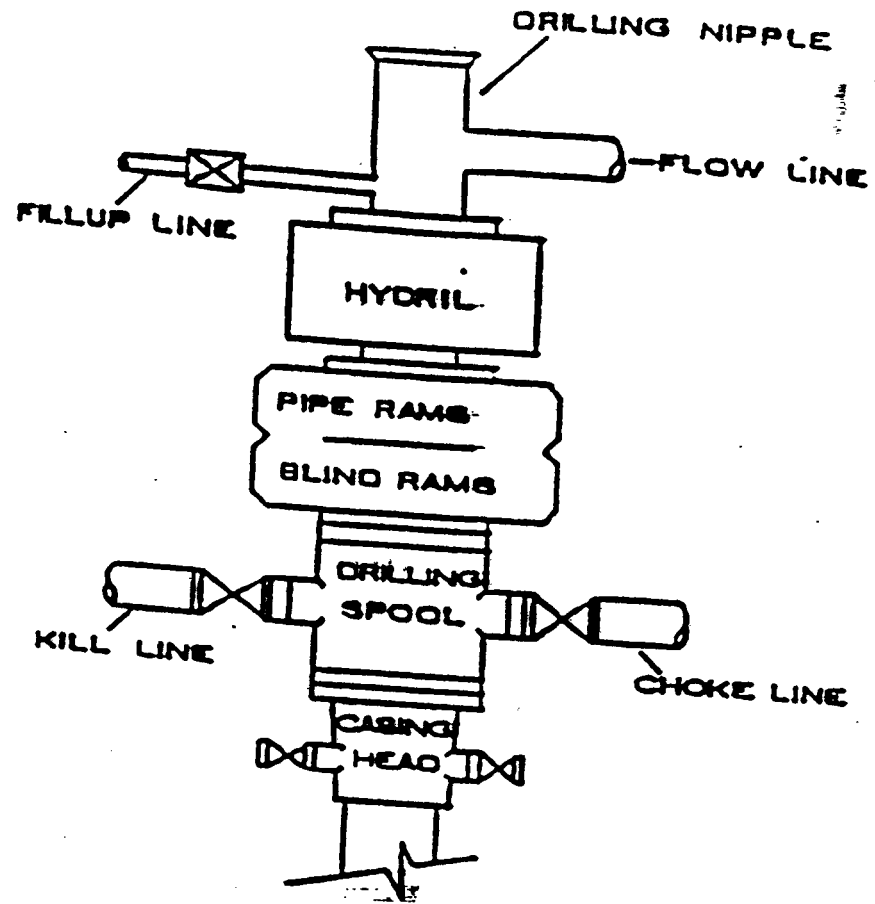 DRILLING NIPPLE
FLOW LINE
FILLUP LINE
HYDRIL
PIPE RAMS
BLIND RAMS
DRILLING
SPOOL
KILL LINE
CHOKE LINE
CASING
HEAD